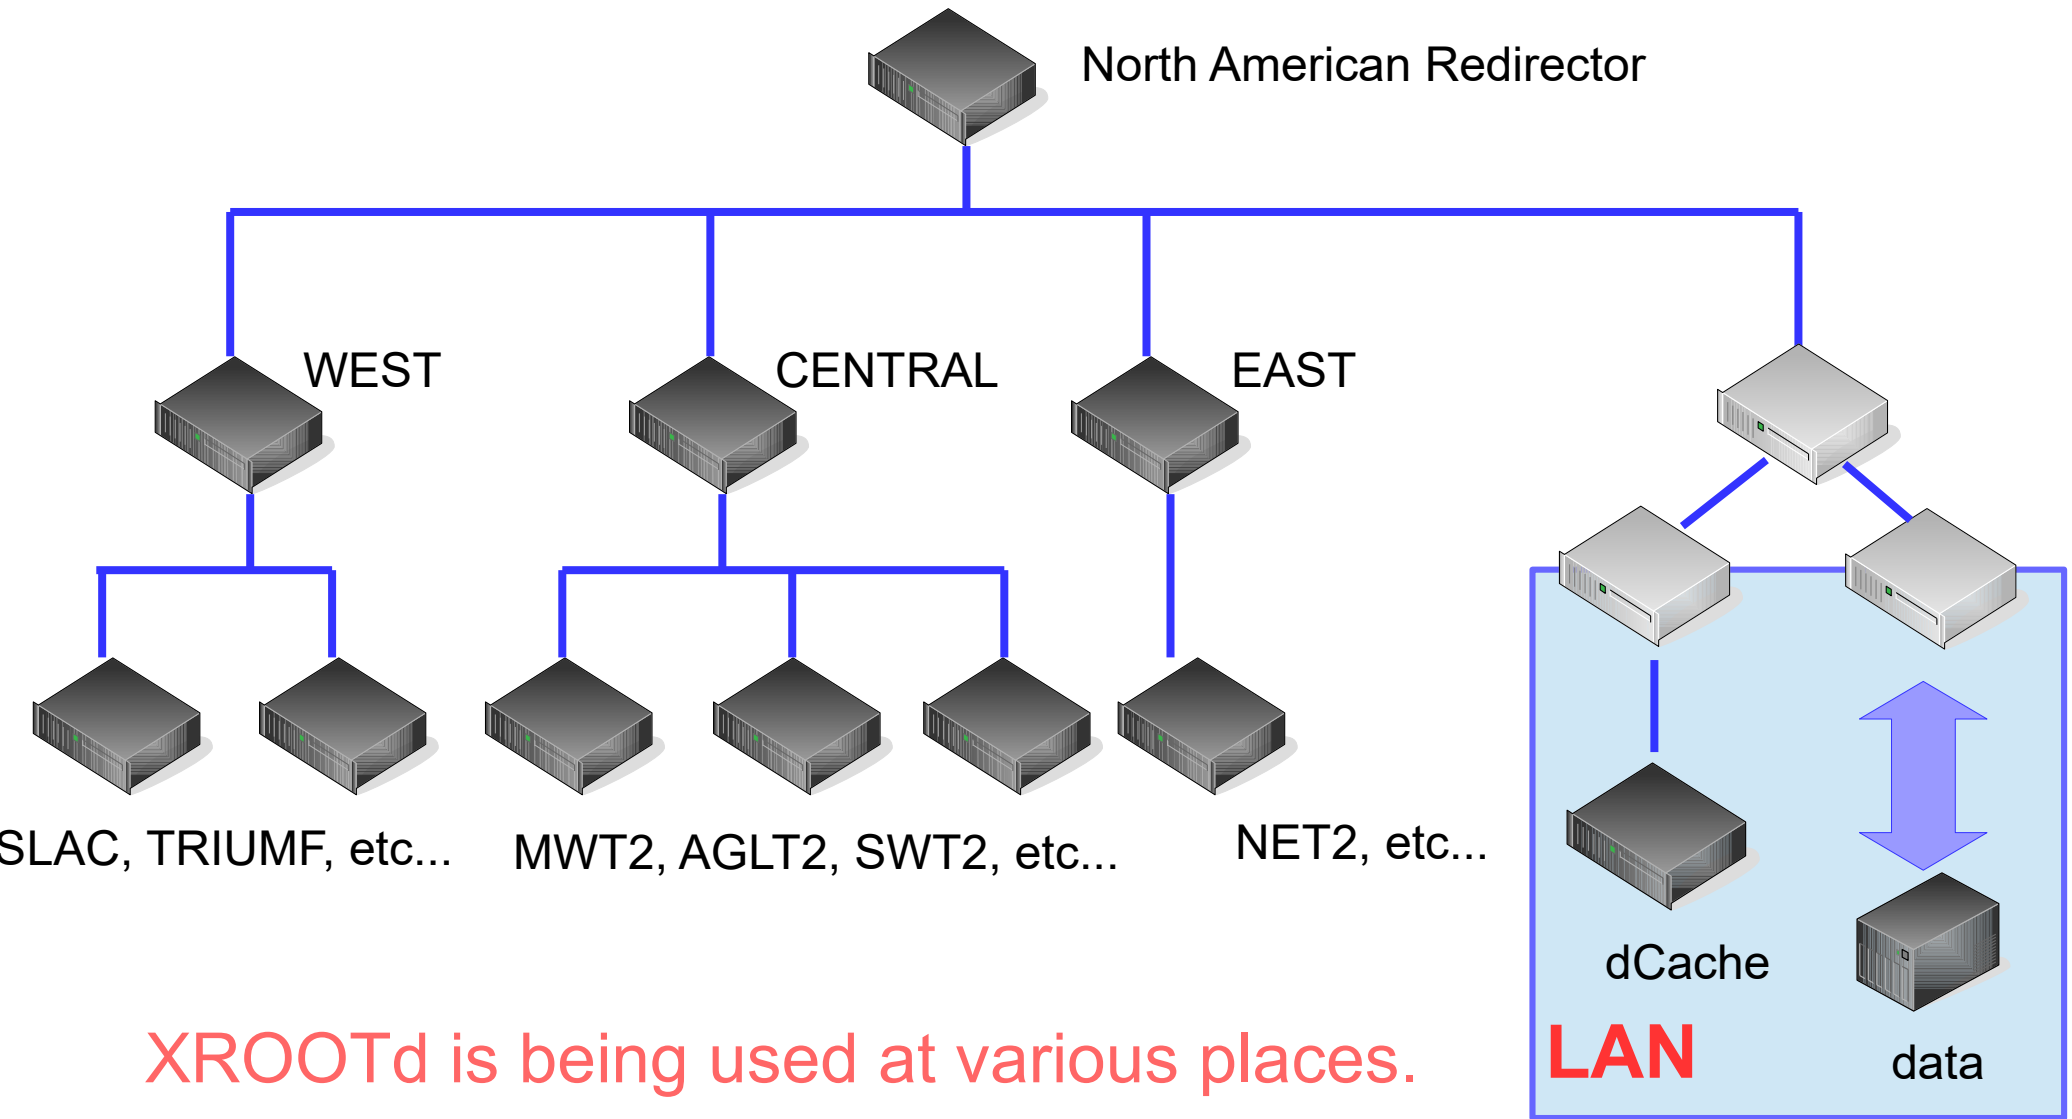 North American Redirector
WEST
CENTRAL
EAST
SLAC, TRIUMF, etc...
MWT2, AGLT2, SWT2, etc...
NET2, etc...
dCache
LAN
data
XROOTd is being used at various places.